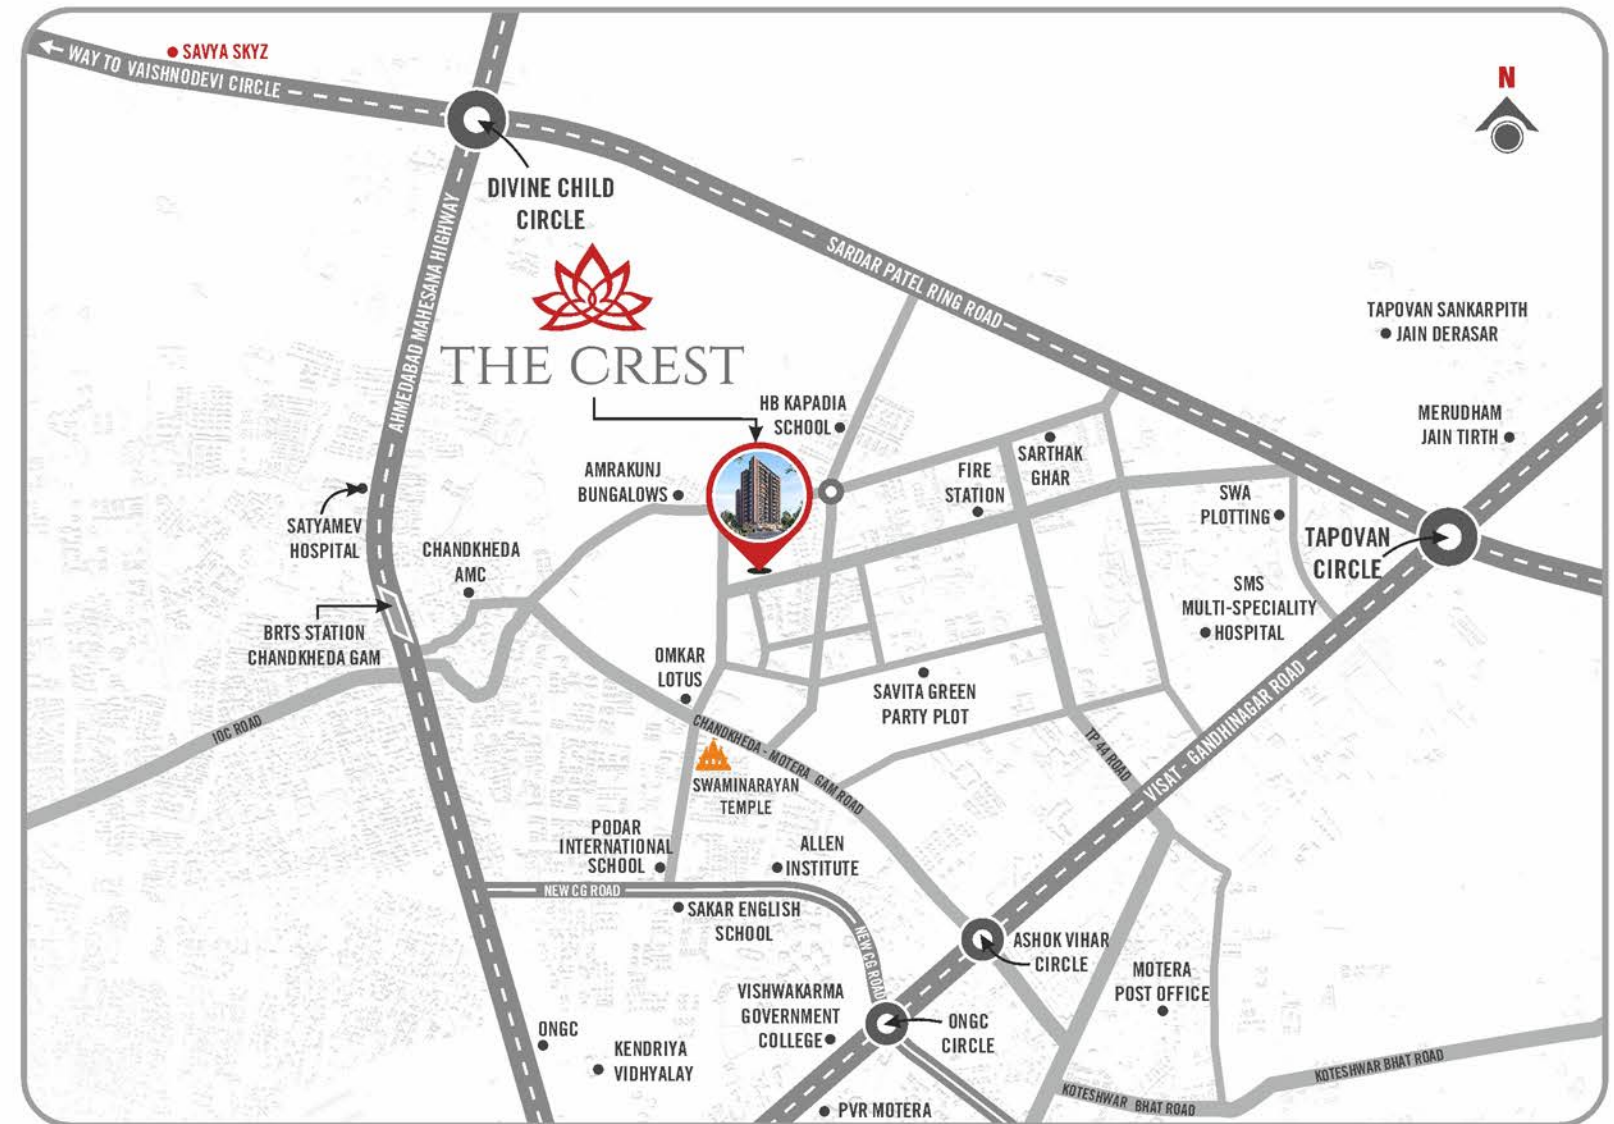 SAVYA SKYZ
WAY TO VAISHNODEVI CIRCLE
N
DIVINE CHILD
CIRCLE
AHMEDABAD MAHESANA HIGHWAY
SARDAR PATEL RING ROAD
THE CREST
TAPOVAN SANKARPITH
JAIN DERASAR
HB KAPADIA
SCHOOL
MERUDHAM
JAIN TIRTH
AMRAKUNJ
BUNGALOWS
FIRE
STATION
SARTHAK
GHAR
SWA
PLOTTING
SATYAMEV
HOSPITAL
CHANDKHEDA
AMC
TAPOVAN
CIRCLE
SMS
MULTI-SPECIALITY
HOSPITAL
BRTS STATION
CHANDKHEDA GAM
OMKAR
LOTUS
SAVITA GREEN
PARTY PLOT
IOC ROAD
CHANDKHEDA - MOTERA GAM ROAD
TP 44 ROAD
VISAT - GANDHINAGAR ROAD
SWAMINARAYAN
TEMPLE
PODAR
INTERNATIONAL
SCHOOL
ALLEN
INSTITUTE
NEW CG ROAD
SAKAR ENGLISH
SCHOOL
NEW CG ROAD
ASHOK VIHAR
CIRCLE
MOTERA
POST OFFICE
VISHWAKARMA
GOVERNMENT
COLLEGE
ONGC
CIRCLE
ONGC
KENDRIYA
VIDHYALAY
PVR MOTERA
KOTESHWAR BHAT ROAD
KOTESHWAR BHAT ROAD